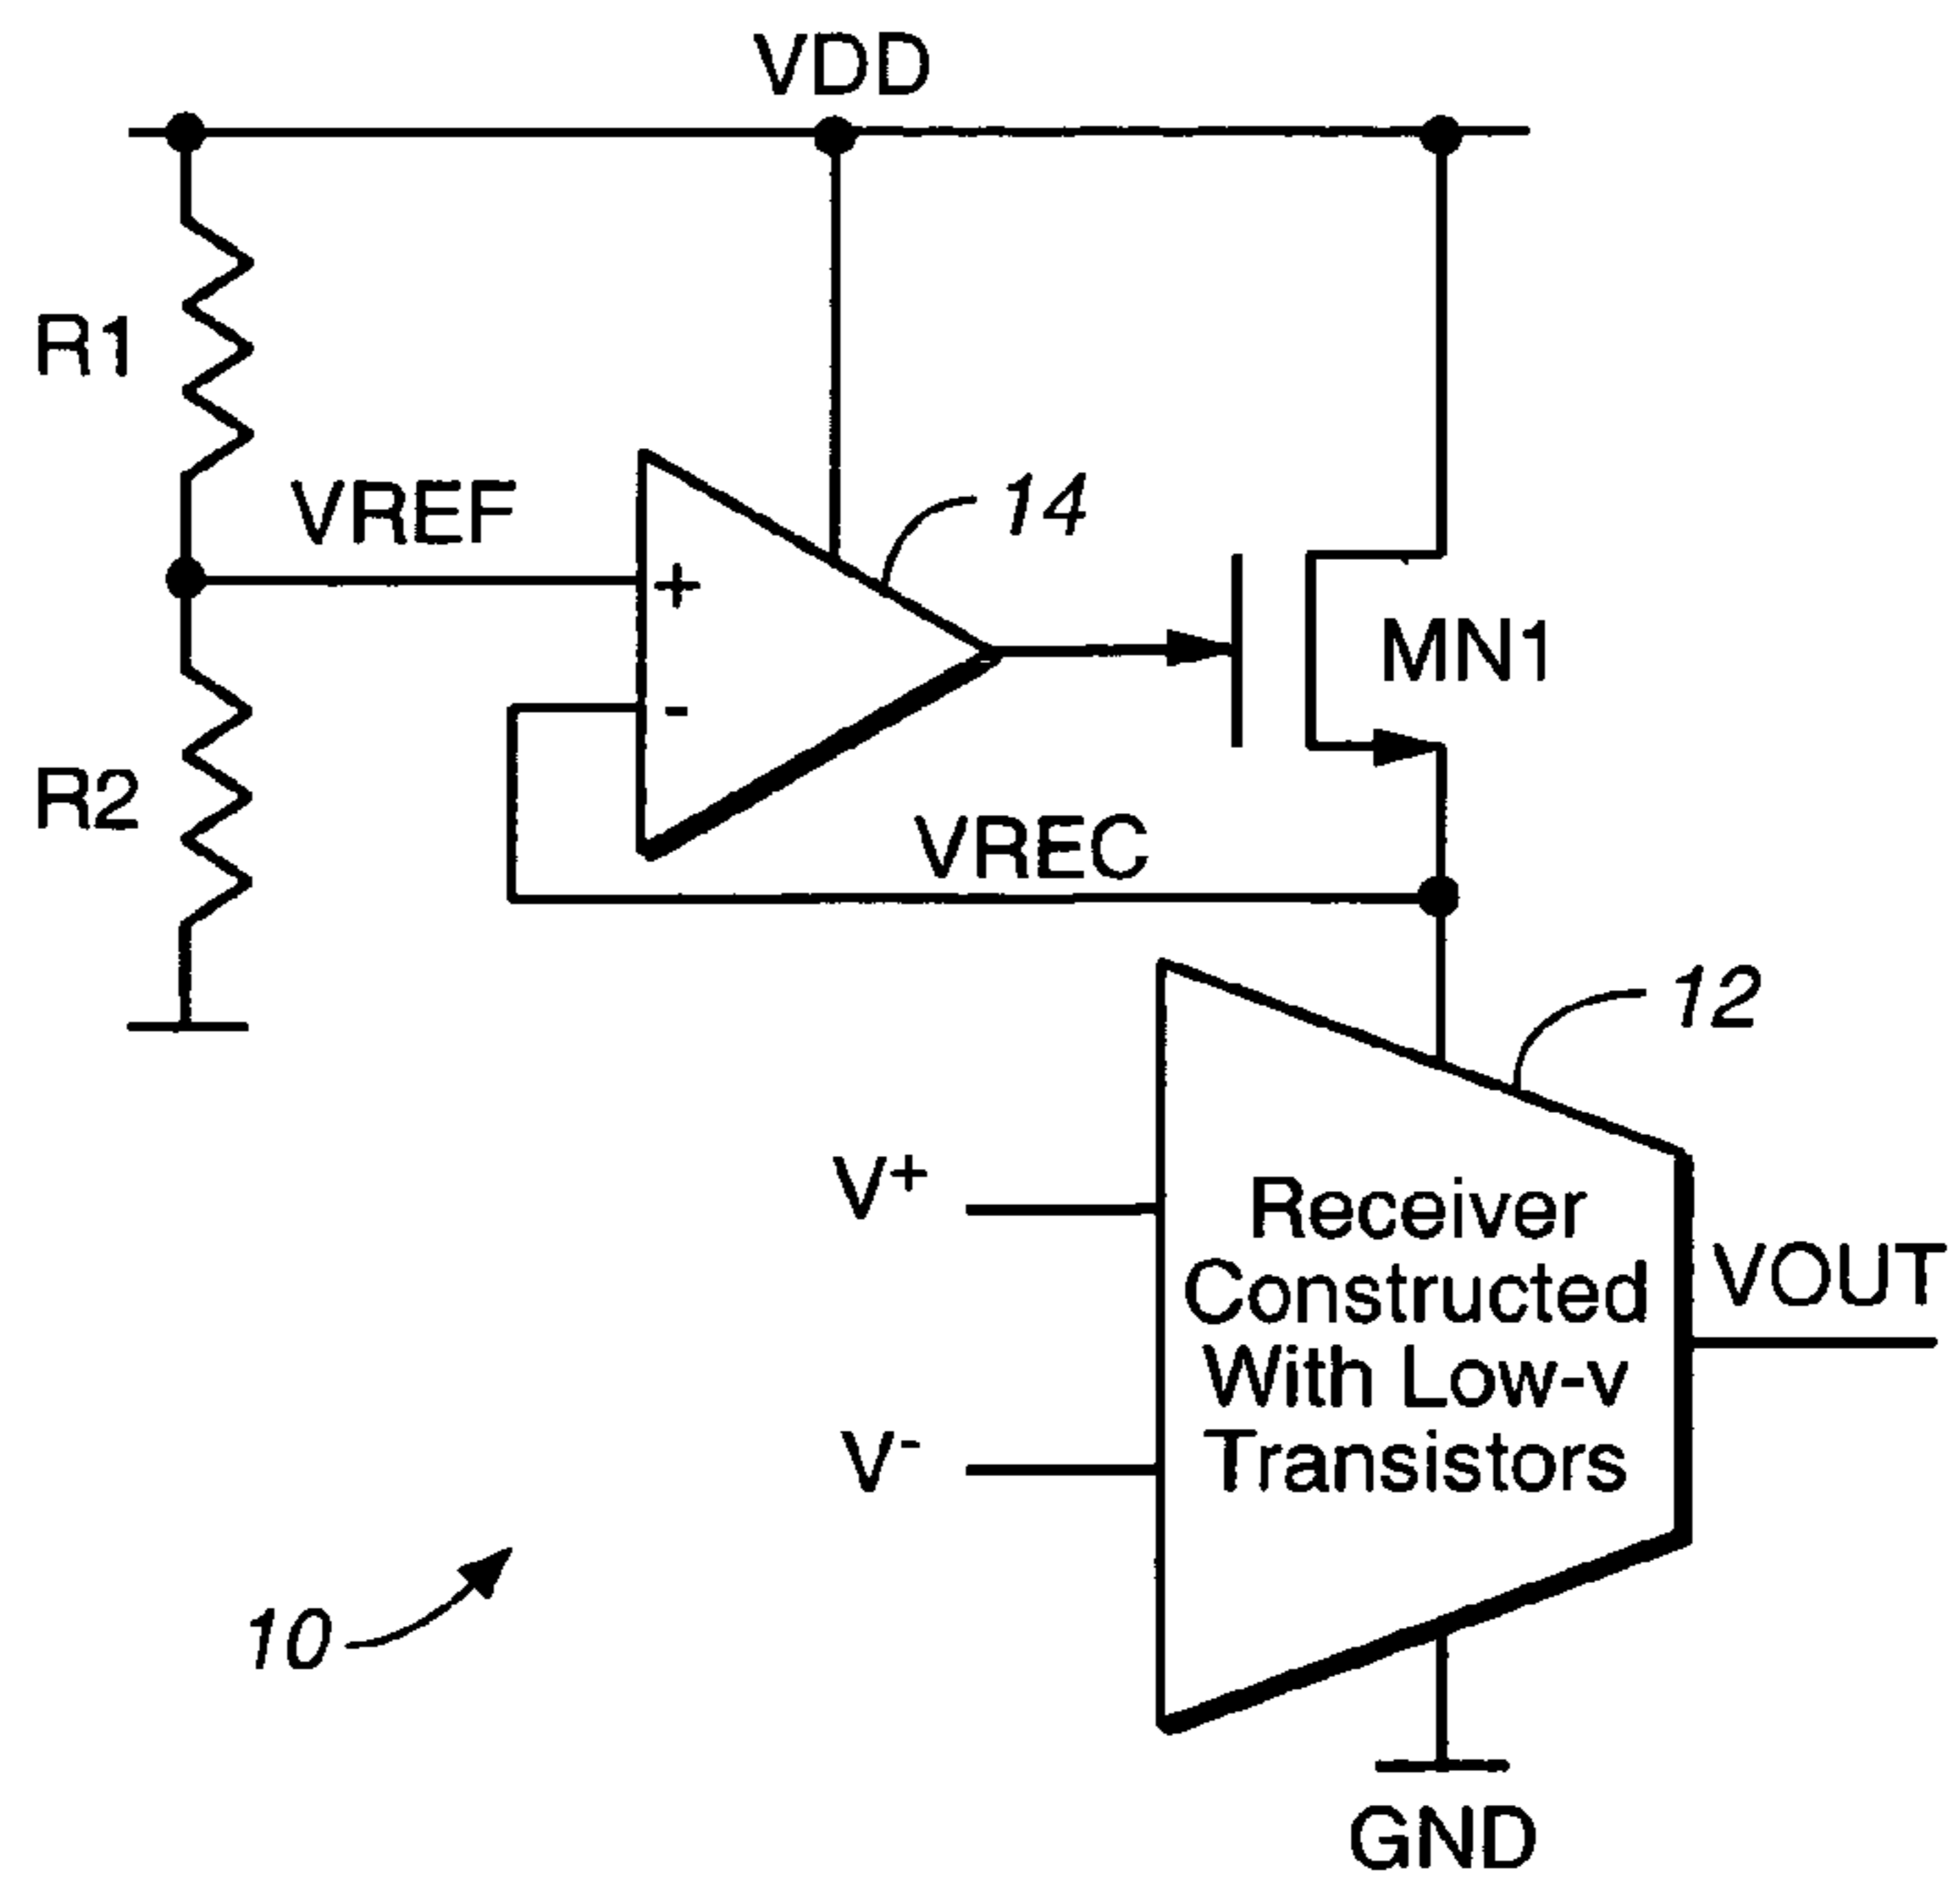 VDD
R1
VREF
14
+
MN1
-
R2
VREC
12
V+
Receiver
Constructed
With Low-v
Transistors
VOUT
V-
10
GND